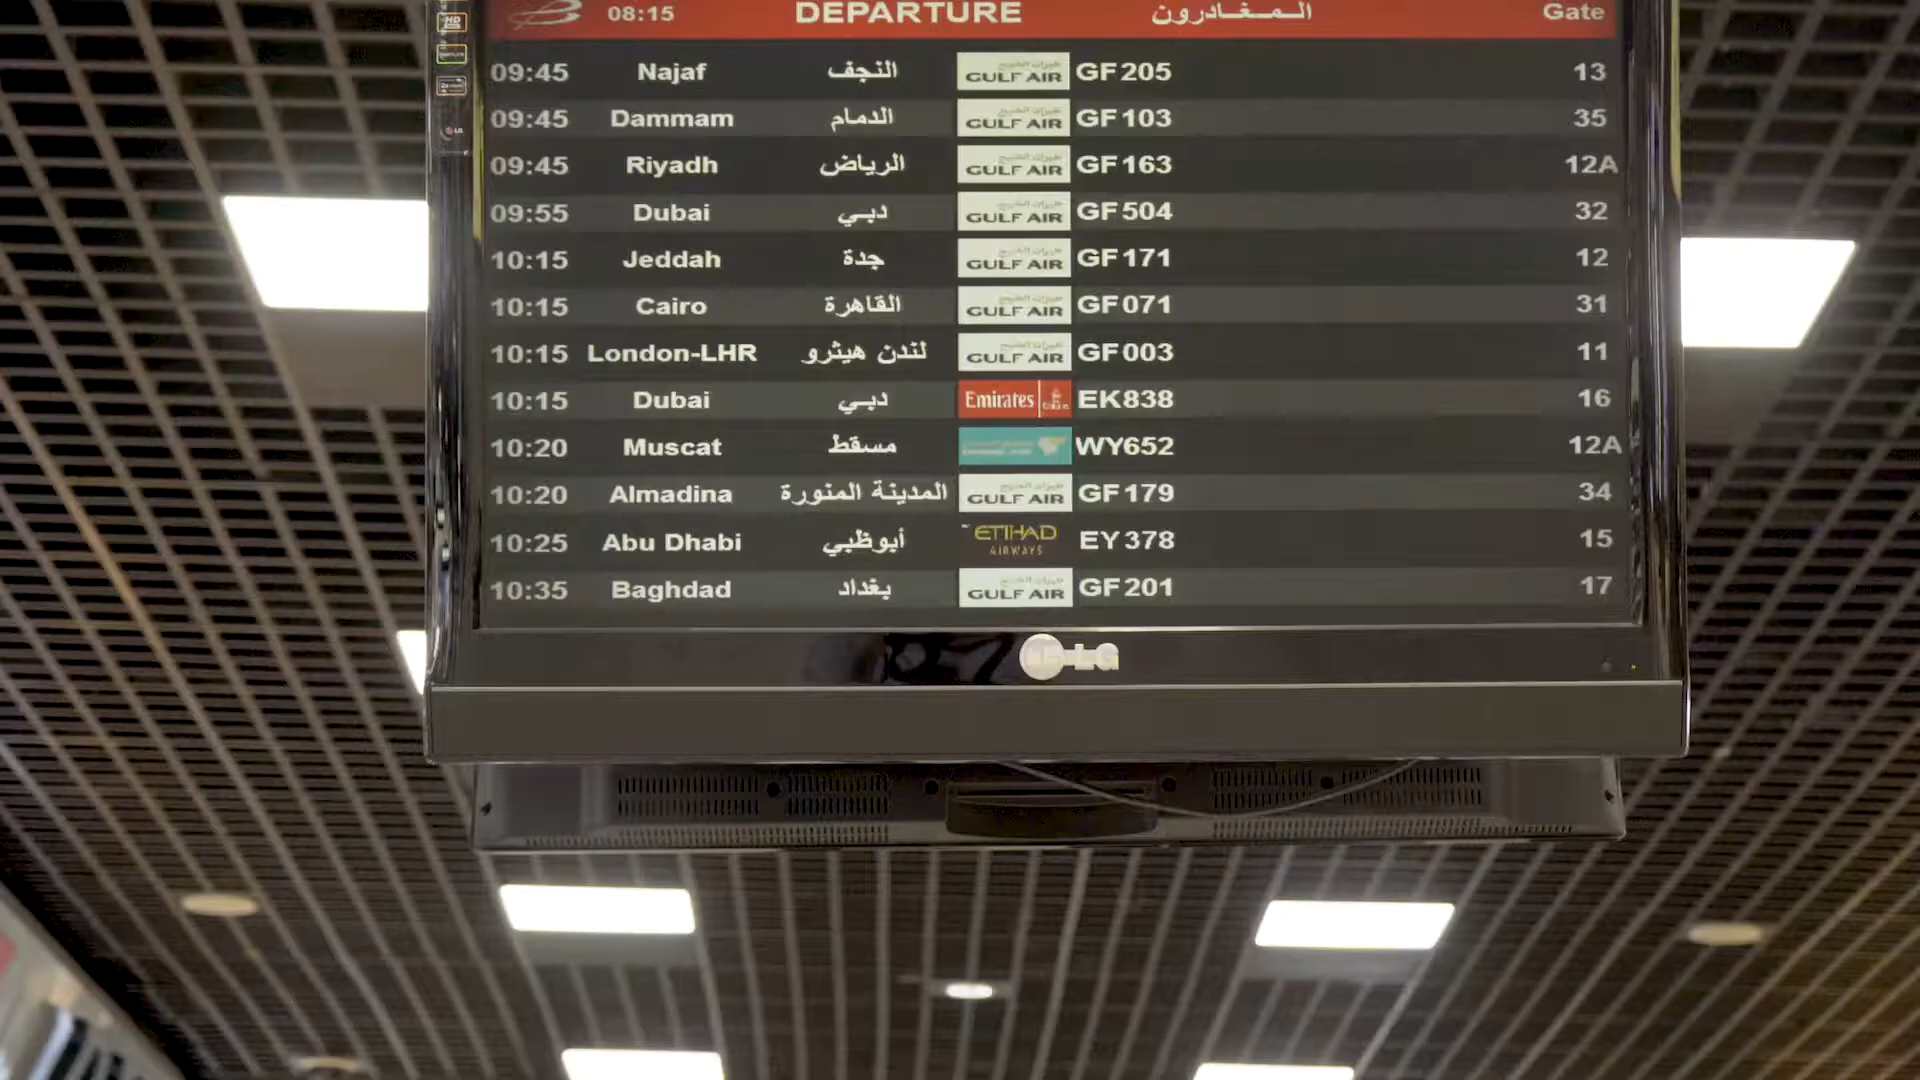 08:15 DEPARTURE المغادرون Gate
09:45 Najaf النجف GULF AIR GF205 13
09:45 Dammam الدمام GULF AIR GF103 35
09:45 Riyadh الرياض GULF AIR GF163 12A
09:55 Dubai دبي GULF AIR GF504 32
10:15 Jeddah جدة GULF AIR GF171 12
10:15 Cairo القاهرة GULF AIR GF071 31
10:15 London-LHR لندن هيثرو GULF AIR GF003 11
10:15 Dubai دبي Emirates EK838 16
10:20 Muscat مسقط WY652 12A
10:20 Almadina المدينة المنورة GULF AIR GF179 34
10:25 Abu Dhabi أبوظبي ETIHAD AIRWAYS EY378 15
10:35 Baghdad بغداد GULF AIR GF201 17
LG